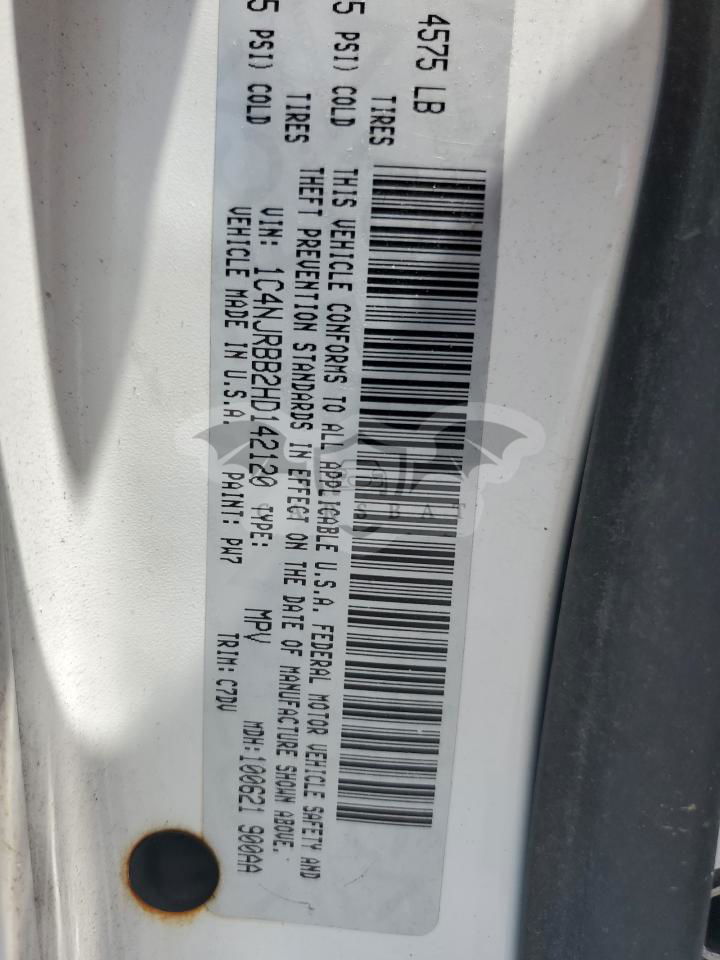 4575 LB
TIRES
5 PSI) COLD
TIRES
5 PSI) COLD
THIS VEHICLE CONFORMS TO ALL APPLICABLE U.S.A. FEDERAL MOTOR VEHICLE SAFETY AND
THEFT PREVENTION STANDARDS IN EFFECT ON THE DATE OF MANUFACTURE SHOWN ABOVE.
VIN: 1C4NJRBB2HD142120 TYPE: MPV MDH:100621 900AA
VEHICLE MADE IN U.S.A. PAINT: PW7 TRIM: C7DV